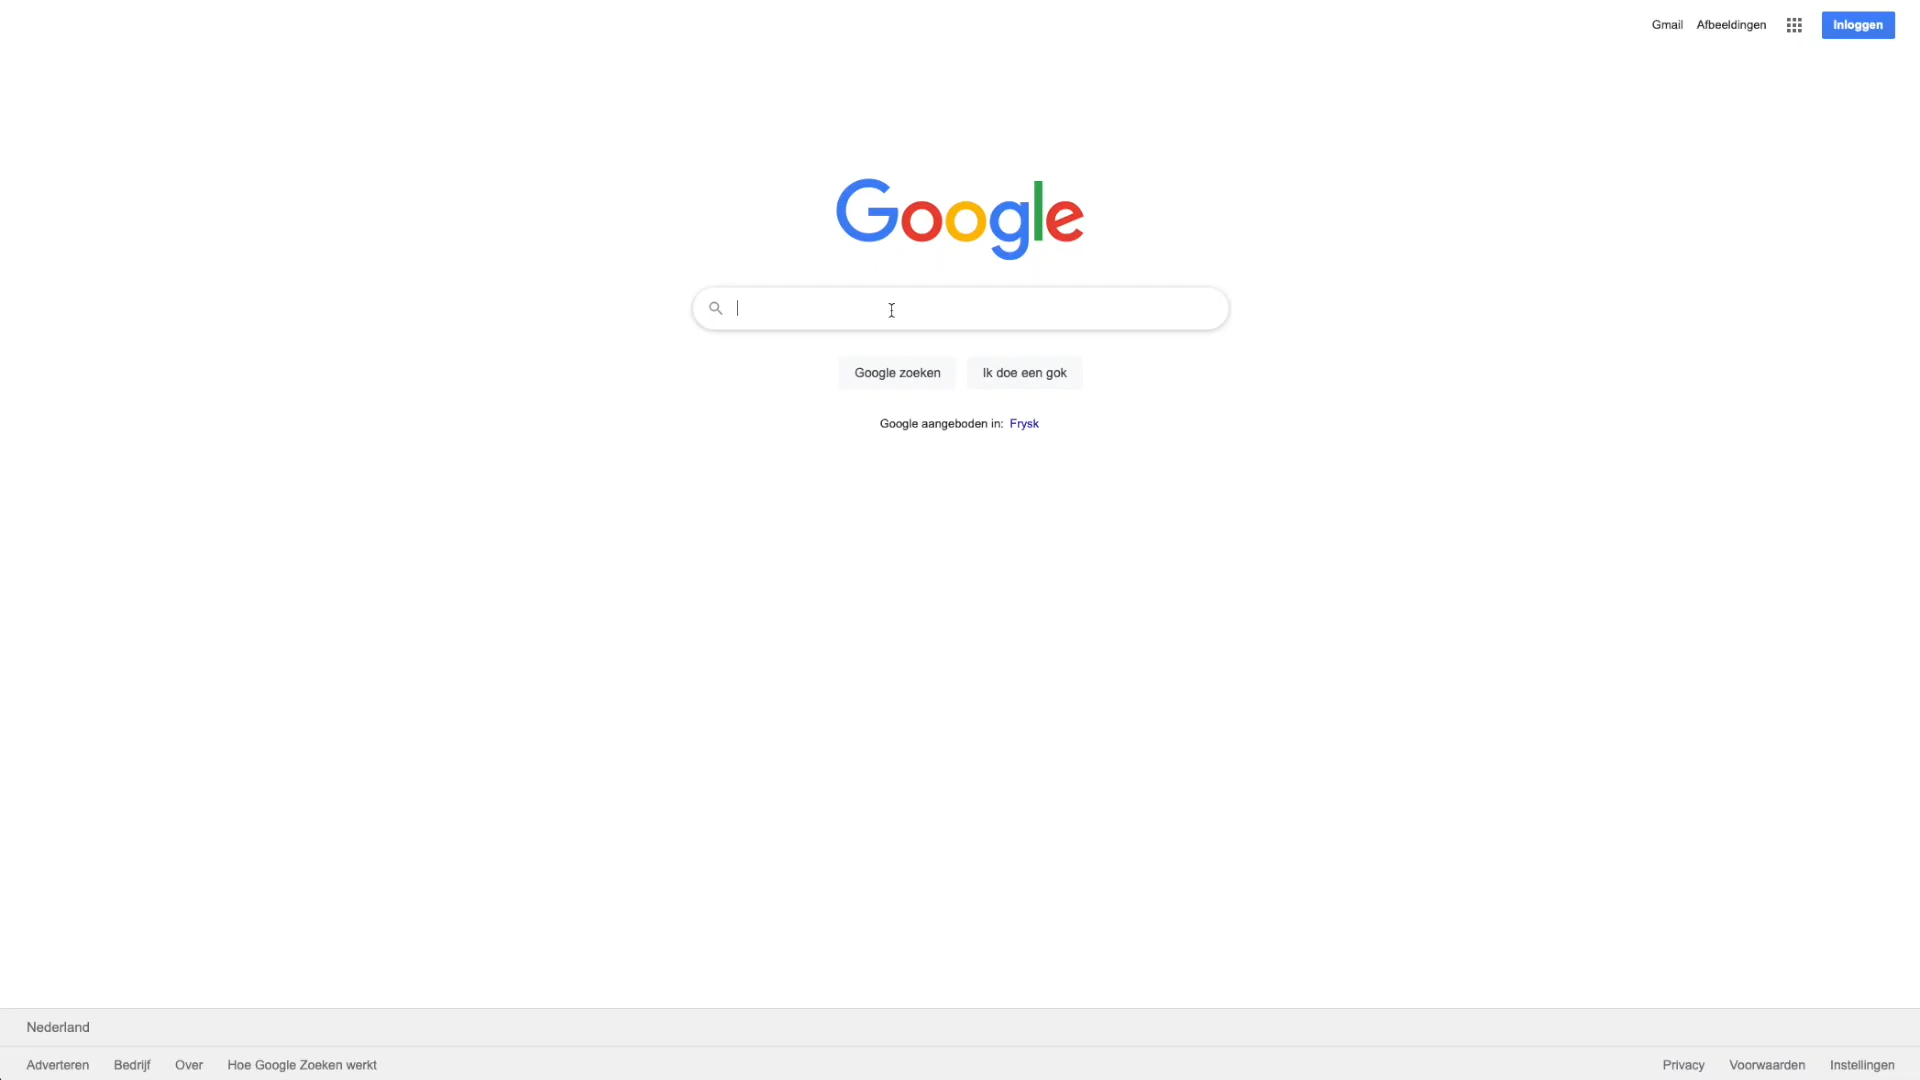 Gmail Afbeeldingen Inloggen
Google
Google zoeken Ik doe een gok
Google aangeboden in: Frysk
Nederland
Adverteren Bedrijf Over Hoe Google Zoeken werkt Privacy Voorwaarden Instellingen